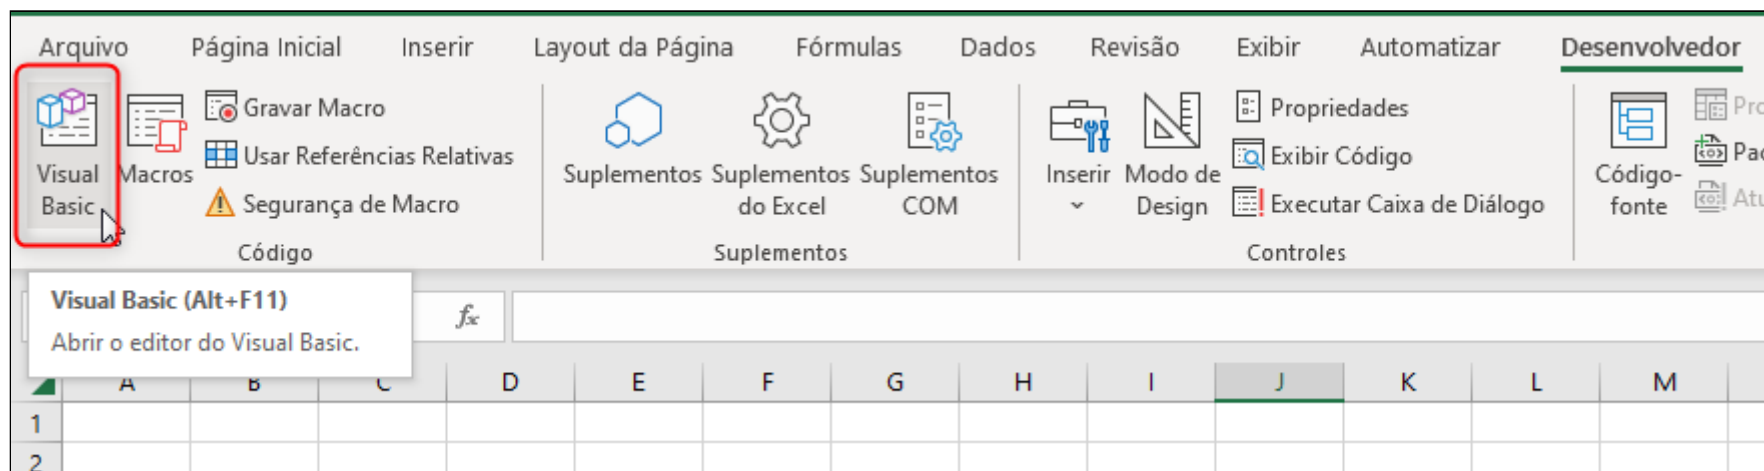 Arquivo Página Inicial Inserir Layout da Página Fórmulas Dados Revisão Exibir Automatizar Desenvolvedor
Visual Basic
Macros
Gravar Macro
Usar Referências Relativas
Segurança de Macro
Código
Suplementos
Suplementos do Excel
Suplementos COM
Suplementos
Inserir
Modo de Design
Propriedades
Exibir Código
Executar Caixa de Diálogo
Controles
Código-fonte
Visual Basic (Alt+F11)
Abrir o editor do Visual Basic.
fx
A B C D E F G H I J K L M
1
2